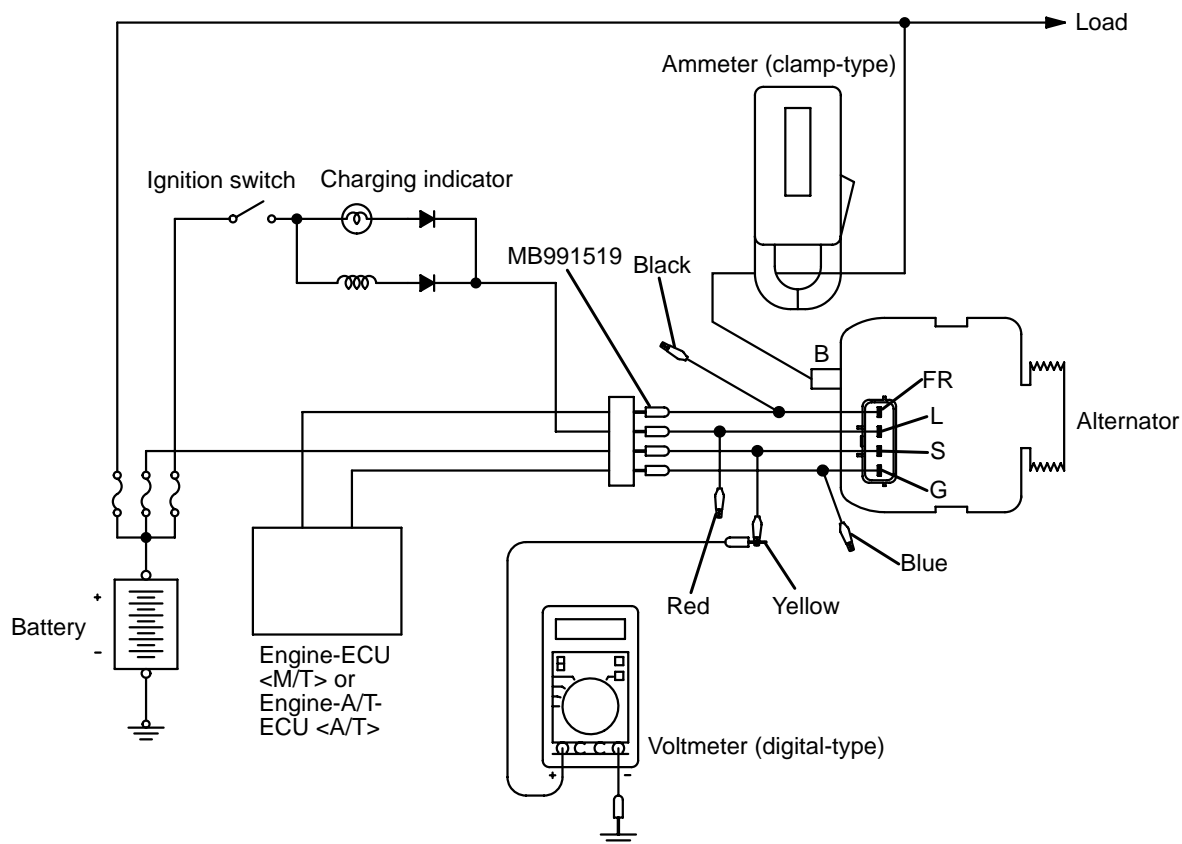 Load
Ammeter (clamp-type)
Ignition switch
Charging indicator
MB991519
Black
B
FR
L
S
G
Alternator
Blue
Red
Yellow
+
Battery
-
Engine-ECU
<M/T> or
Engine-A/T-
ECU <A/T>
Voltmeter (digital-type)
+
-